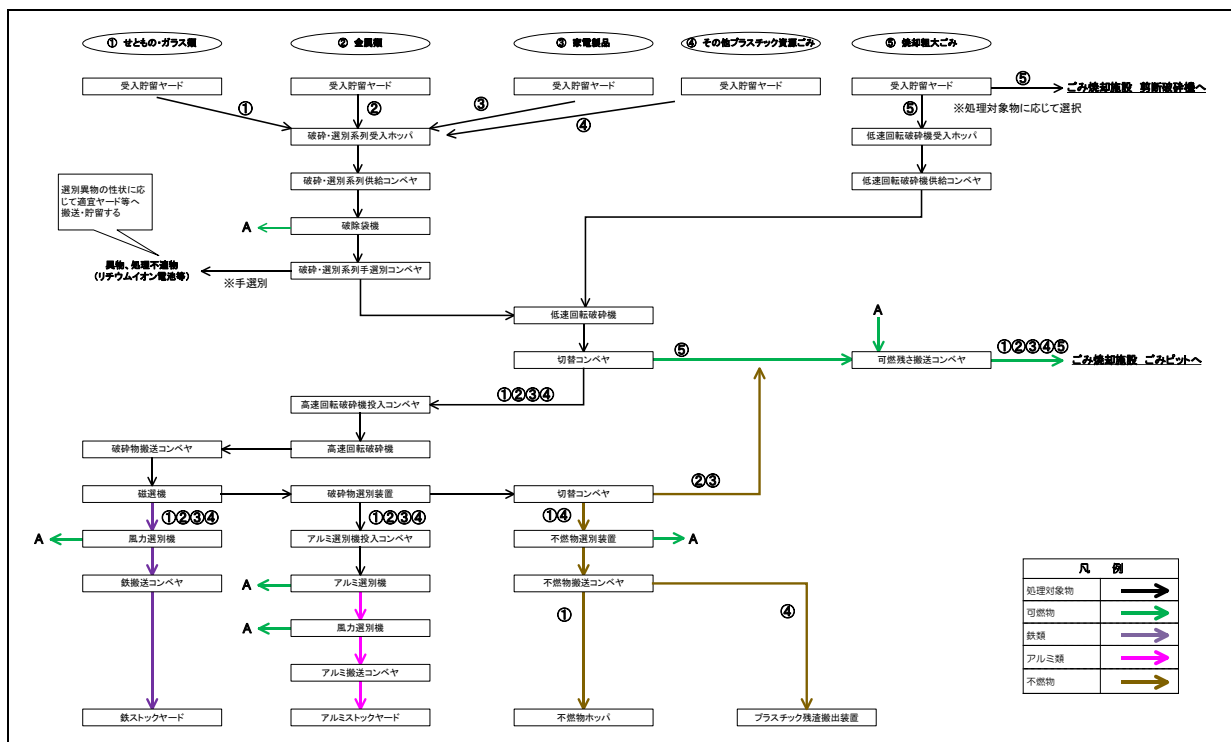 ① せともの・ガラス類
② 金属類
③ 家電製品
④ その他プラスチック資源ごみ
⑤ 焼却粗大ごみ
受入貯留ヤード
受入貯留ヤード
受入貯留ヤード
受入貯留ヤード
受入貯留ヤード
⑤
ごみ焼却施設 剪断破砕機へ
※処理対象物に応じて選択
①
②
③
④
⑤
破砕・選別系列受入ホッパ
低速回転破砕機受入ホッパ
破砕・選別系列供給コンベヤ
低速回転破砕機供給コンベヤ
選別異物の性状に応
じて適宜ヤード等へ
搬送・貯留する
A
破除袋機
異物、処理不適物
(リチウムイオン電池等)
※手選別
破砕・選別系列手選別コンベヤ
低速回転破砕機
A
切替コンベヤ
⑤
可燃残さ搬送コンベヤ
①②③④⑤
ごみ焼却施設 ごみピットへ
①②③④
高速回転破砕機投入コンベヤ
破砕物搬送コンベヤ
高速回転破砕機
②③
磁選機
破砕物選別装置
切替コンベヤ
①②③④
①②③④
①④
A
風力選別機
アルミ選別機投入コンベヤ
不燃物選別装置
A
鉄搬送コンベヤ
A
アルミ選別機
不燃物搬送コンベヤ
①
④
A
風力選別機
アルミ搬送コンベヤ
鉄ストックヤード
アルミストックヤード
不燃物ホッパ
プラスチック残渣搬出装置
凡 例
処理対象物
可燃物
鉄類
アルミ類
不燃物